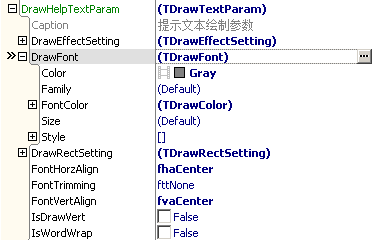 DrawHelpTextParam (TDrawTextParam)
Caption 提示文本绘制参数
DrawEffectSetting (TDrawEffectSetting)
DrawFont (TDrawFont) ...
Color Gray
Family (Default)
FontColor (TDrawColor)
Size (Default)
Style []
DrawRectSetting (TDrawRectSetting)
FontHorzAlign fhaCenter
FontTrimming fttNone
FontVertAlign fvaCenter
IsDrawVert False
IsWordWrap False